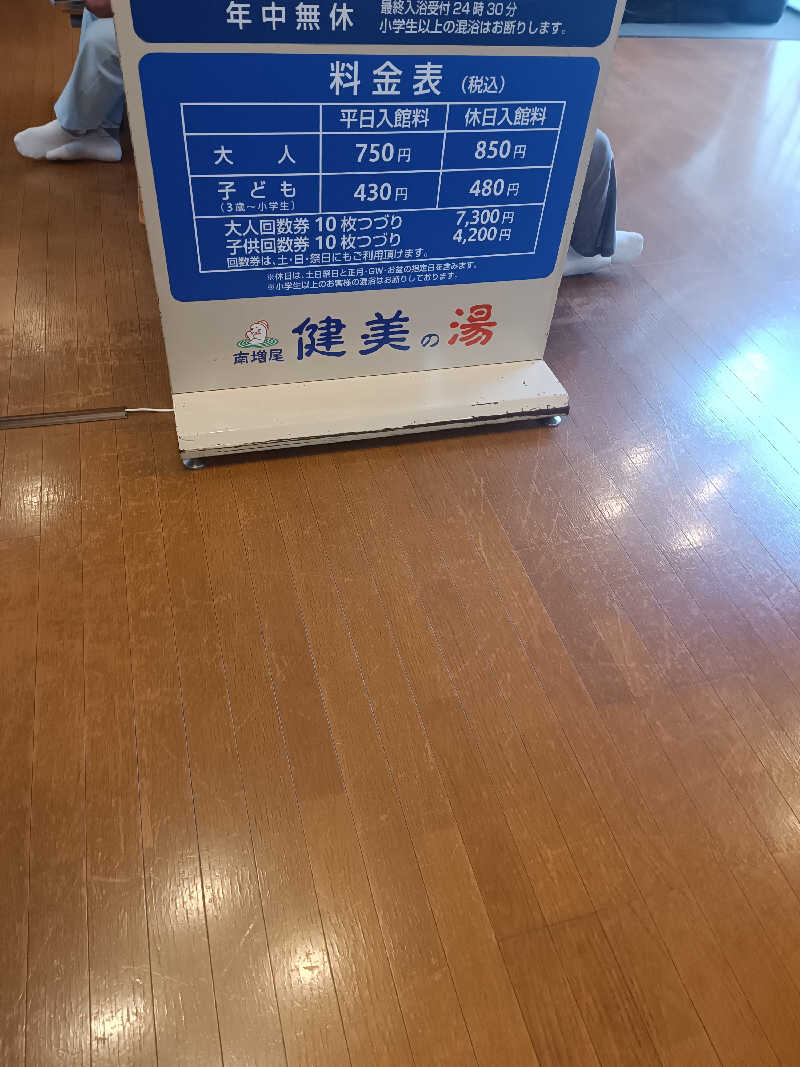 年中無休
最終入浴受付24時30分
小学生以上の混浴はお断りします。
料金表 (税込)
平日入館料 休日入館料
大人 750円 850円
子ども 430円 480円
(3歳～小学生)
大人回数券10枚つづり 7,300円
子供回数券10枚つづり 4,200円
回数券は、土・日・祭日にもご利用頂けます。
※休日は、土日祭日と正月・GW・お盆の規定日を含みます。
※小学生以上のお客様の混浴はお断りしております。
南増尾 健美の湯